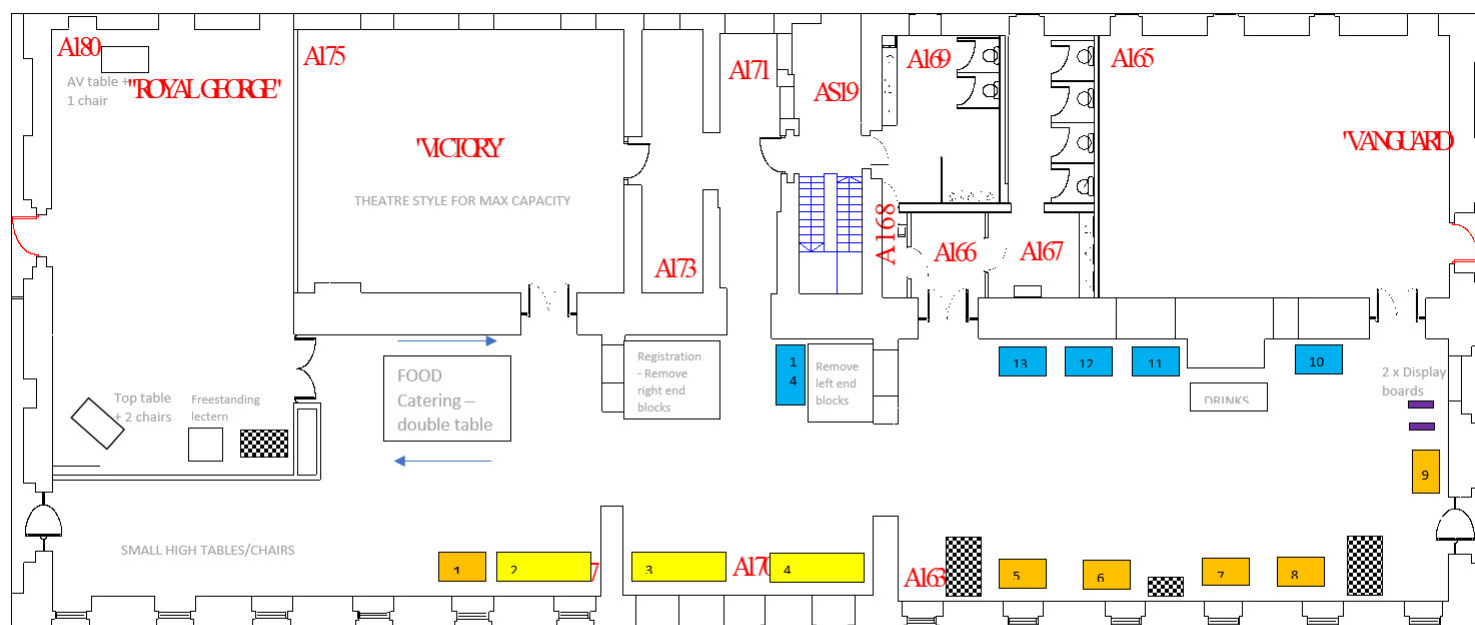 A180
AV table +
1 chair
"ROYAL GEORGE"
A175
'VICTORY'
THEATRE STYLE FOR MAX CAPACITY
A171
A173
AS19
A169
A168
A166
A167
A165
'VANGUARD
Top table
+ 2 chairs
Freestanding
lectern
FOOD
Catering –
double table
Registration
- Remove
right end
blocks
1
4
Remove
left end
blocks
13
12
11
10
DRINKS
2 x Display
boards
9
SMALL HIGH TABLES/CHAIRS
1
2
7
3
A170
4
A163
5
6
7
8